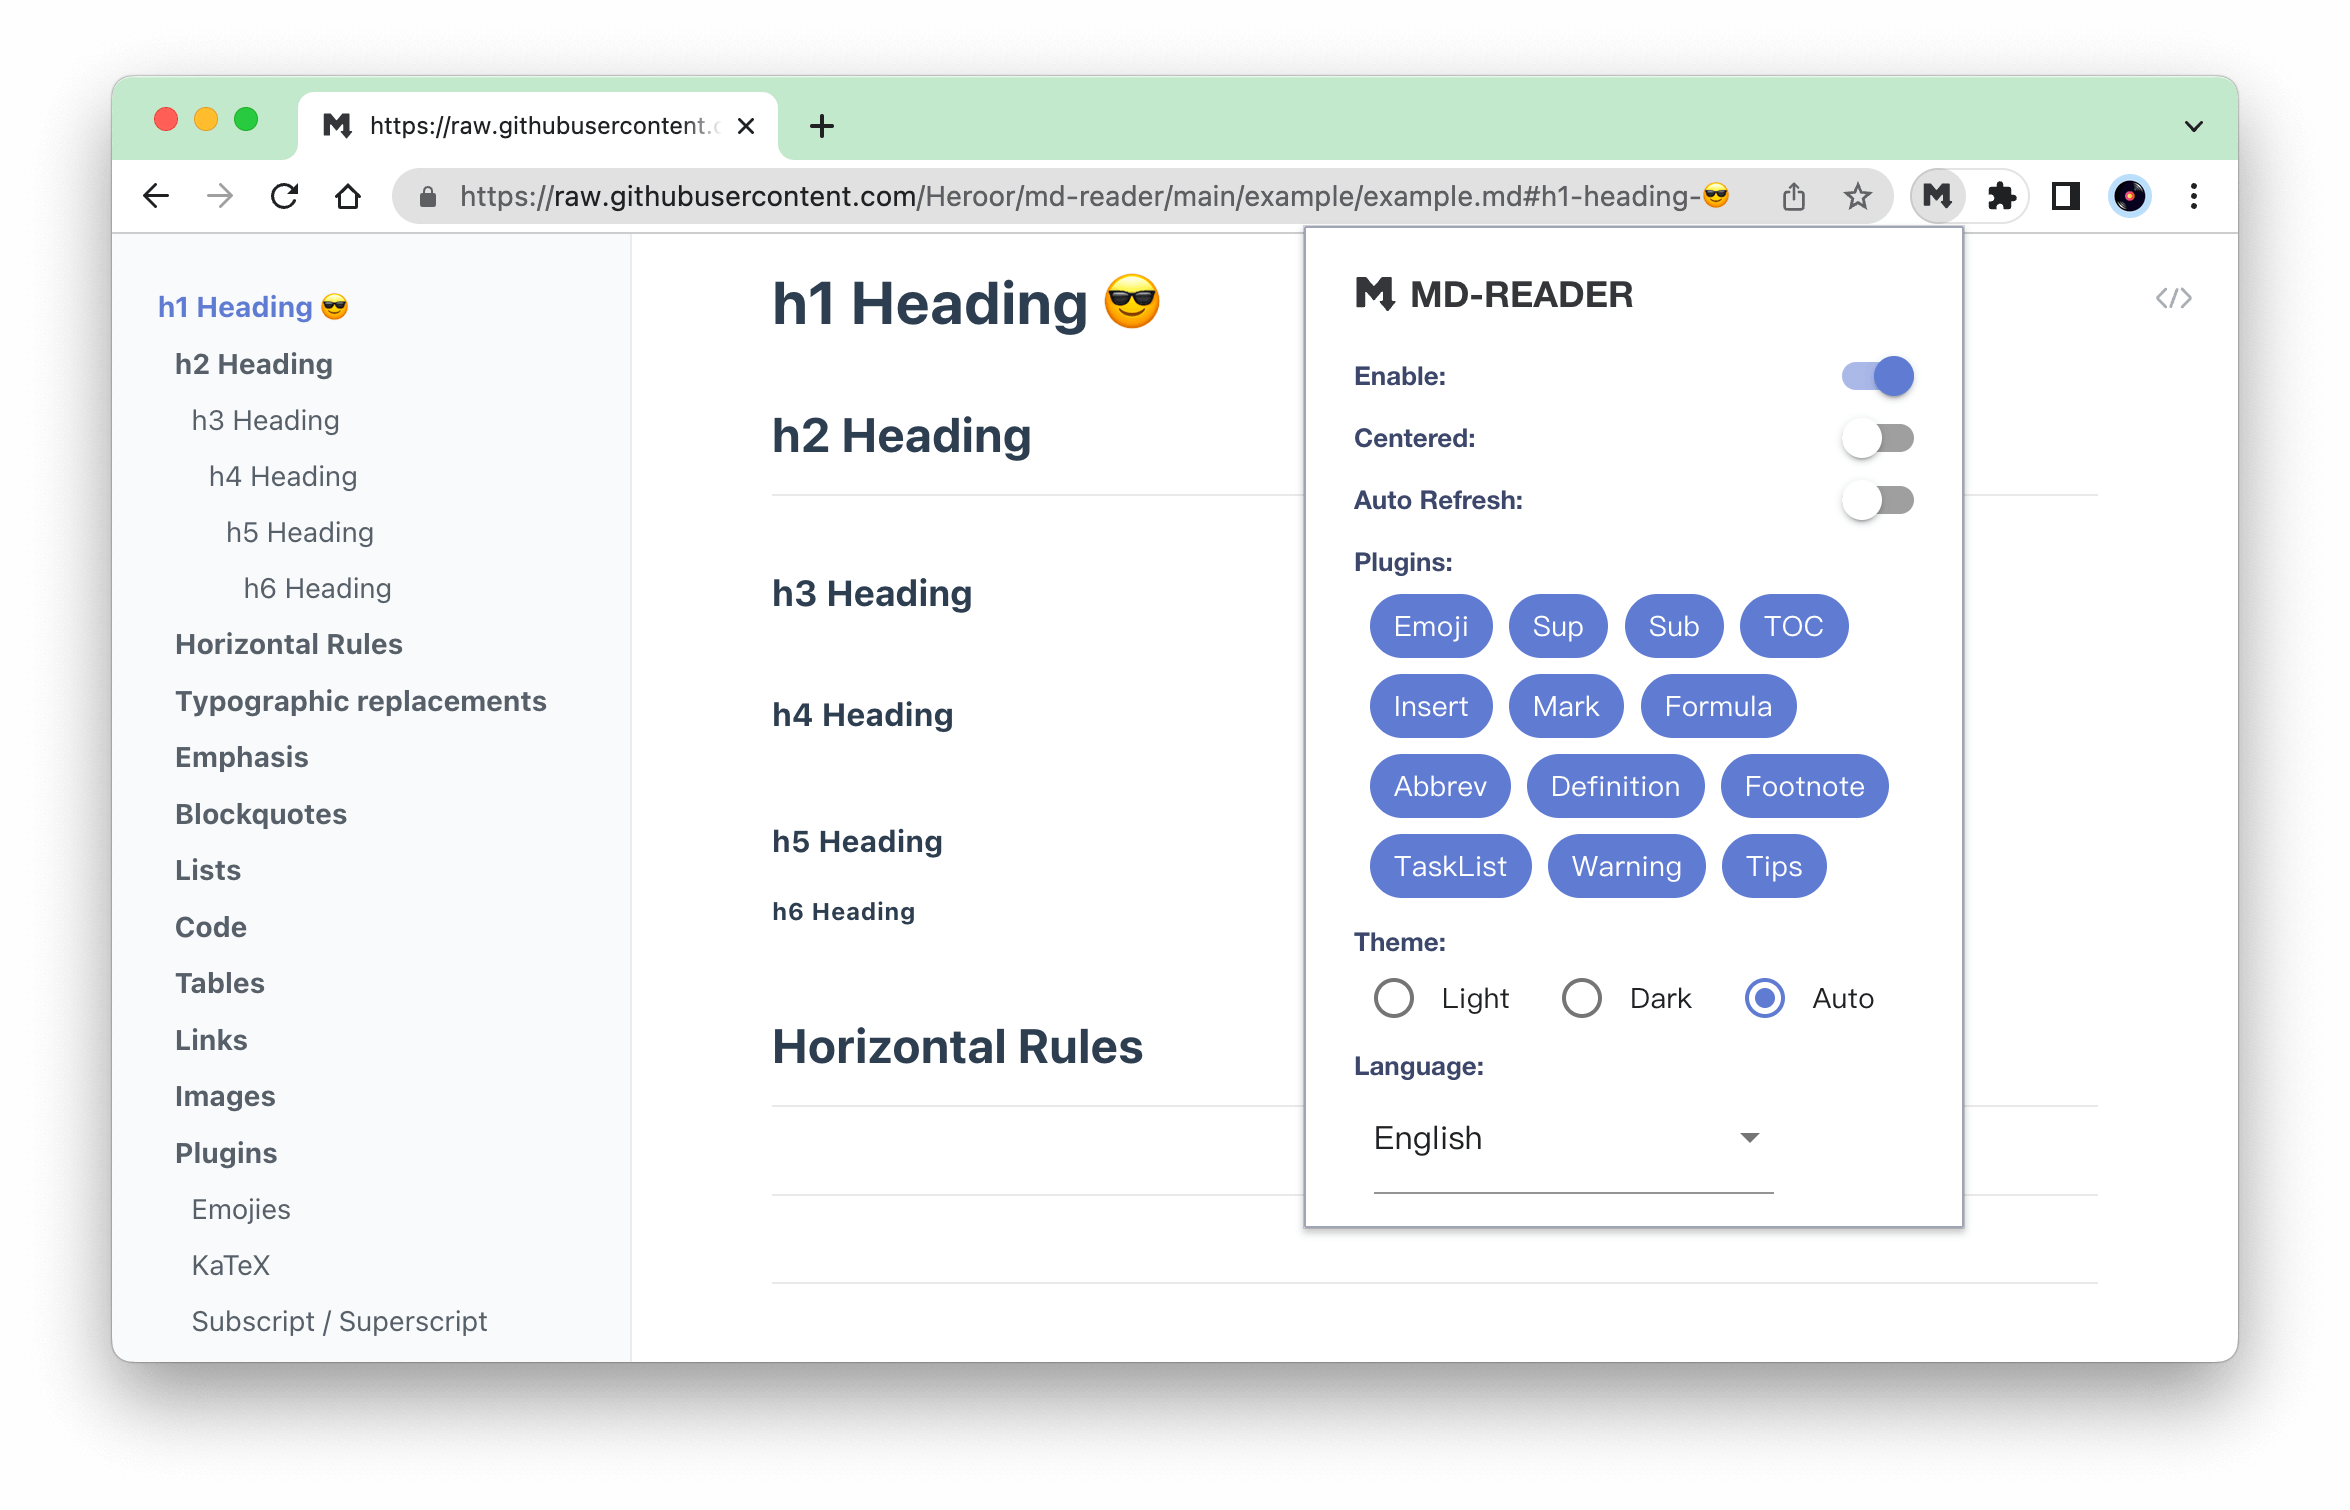 https://raw.githubusercontent.c
https://raw.githubusercontent.com/Heroor/md-reader/main/example/example.md#h1-heading-😎
h1 Heading 😎
h2 Heading
h3 Heading
h4 Heading
h5 Heading
h6 Heading
Horizontal Rules
Typographic replacements
Emphasis
Blockquotes
Lists
Code
Tables
Links
Images
Plugins
Emojies
KaTeX
Subscript / Superscript
h1 Heading 😎
h2 Heading
h3 Heading
h4 Heading
h5 Heading
h6 Heading
Horizontal Rules
MD-READER
Enable:
Centered:
Auto Refresh:
Plugins:
Emoji Sup Sub TOC
Insert Mark Formula
Abbrev Definition Footnote
TaskList Warning Tips
Theme:
Light Dark Auto
Language:
English